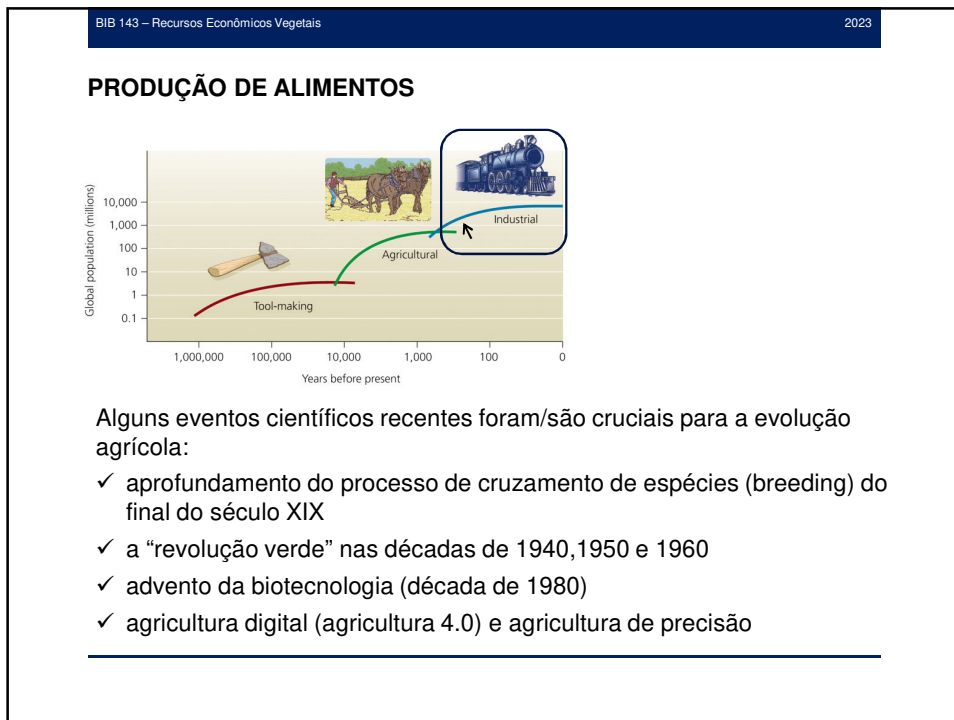 BIB 143 – Recursos Econômicos Vegetais 2023
PRODUÇÃO DE ALIMENTOS
Global population (millions)
10,000
1,000
100
10
1
0.1
Tool-making
Agricultural
Industrial
1,000,000 100,000 10,000 1,000 100 0
Years before present
Alguns eventos científicos recentes foram/são cruciais para a evolução
agrícola:
✓ aprofundamento do processo de cruzamento de espécies (breeding) do
final do século XIX
✓ a “revolução verde” nas décadas de 1940,1950 e 1960
✓ advento da biotecnologia (década de 1980)
✓ agricultura digital (agricultura 4.0) e agricultura de precisão